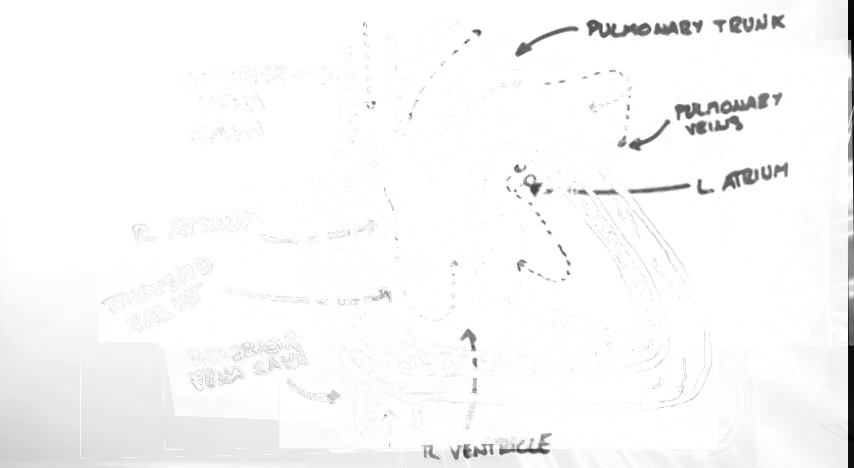 PULMONARY TRUNK
SUPERIOR
VENA
CAVA
PULMONARY
VEINS
L. ATRIUM
R. ATRIUM
TRICUSPID
VALVE
INFERIOR
VENA CAVA
R VENTRICLE